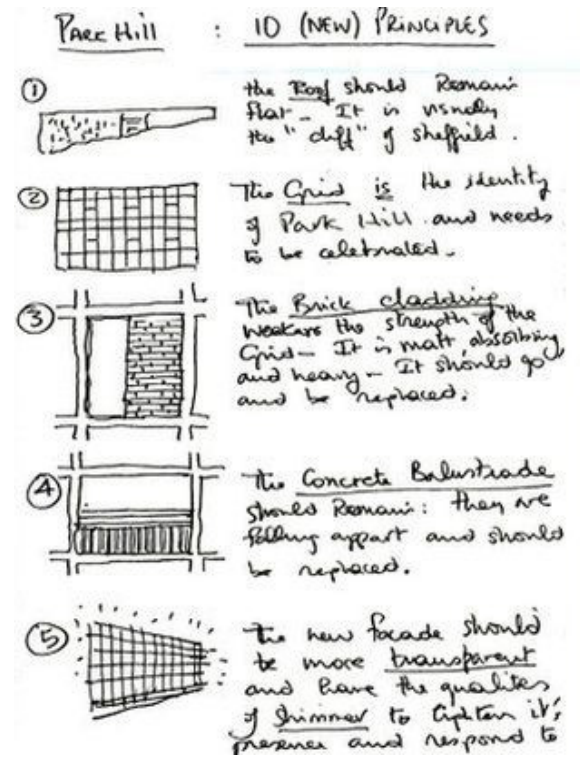 PARK Hill : 10 (NEW) PRINCIPLES
1
the Roof should Remain
flat - It is visually
the "cliff" of sheffield.
2
The Grid is the identity
of Park Hill and needs
to be celebrated.
3
The Brick cladding
weakens the strength of the
Grid - It is matt, absorbing
and heavy - It should go
and be replaced.
4
The Concrete Balustrade
should Remain: they are
falling appart and should
be replaced.
5
The new facade should
be more transparent
and have the qualities
of shimmer to lighten it's
presence and respond to